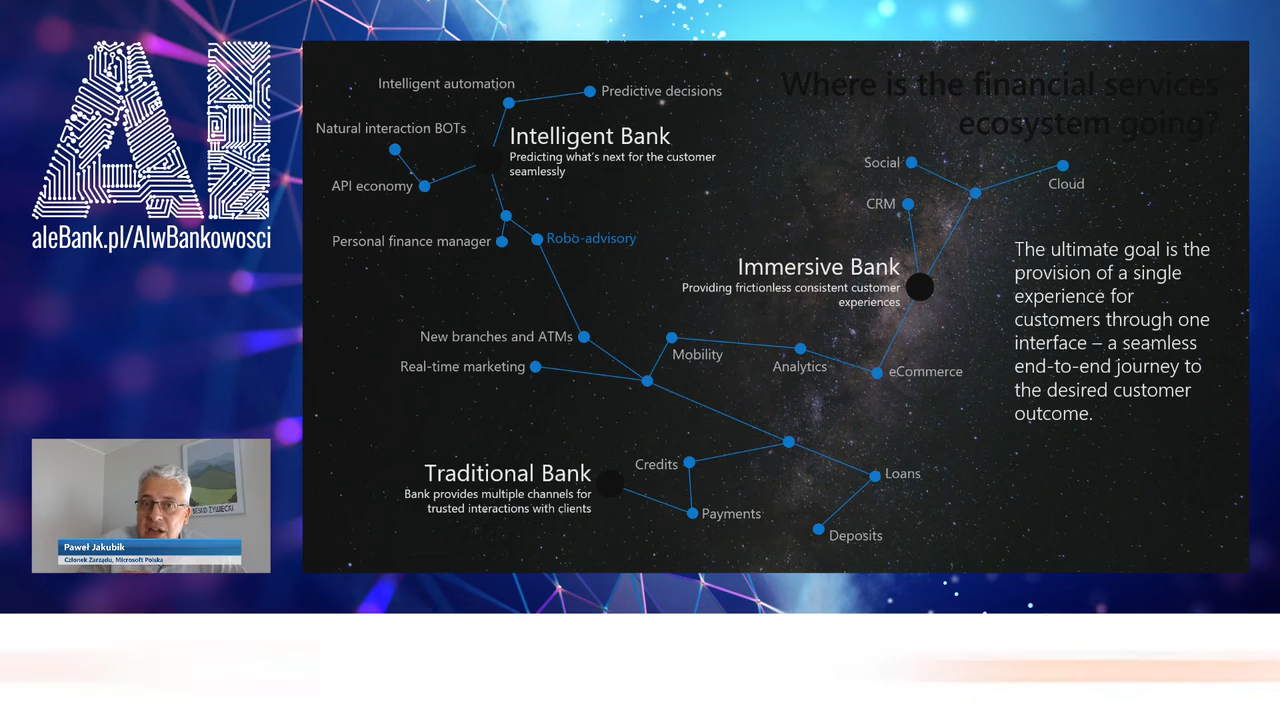 AI
aleBank.pl/AIwBankowosci
Where is the financial services
ecosystem going?
Intelligent automation
Predictive decisions
Natural interaction BOTs
Intelligent Bank
Predicting what's next for the customer
seamlessly
API economy
Personal finance manager
Robo-advisory
Social
Cloud
CRM
Immersive Bank
Providing frictionless consistent customer
experiences
The ultimate goal is the
provision of a single
experience for
customers through one
interface – a seamless
end-to-end journey to
the desired customer
outcome.
New branches and ATMs
Mobility
Real-time marketing
Analytics
eCommerce
Traditional Bank
Bank provides multiple channels for
trusted interactions with clients
Credits
Loans
Payments
Deposits
BESKID ŻYWIECKI
Paweł Jakubik
Członek Zarządu, Microsoft Polska